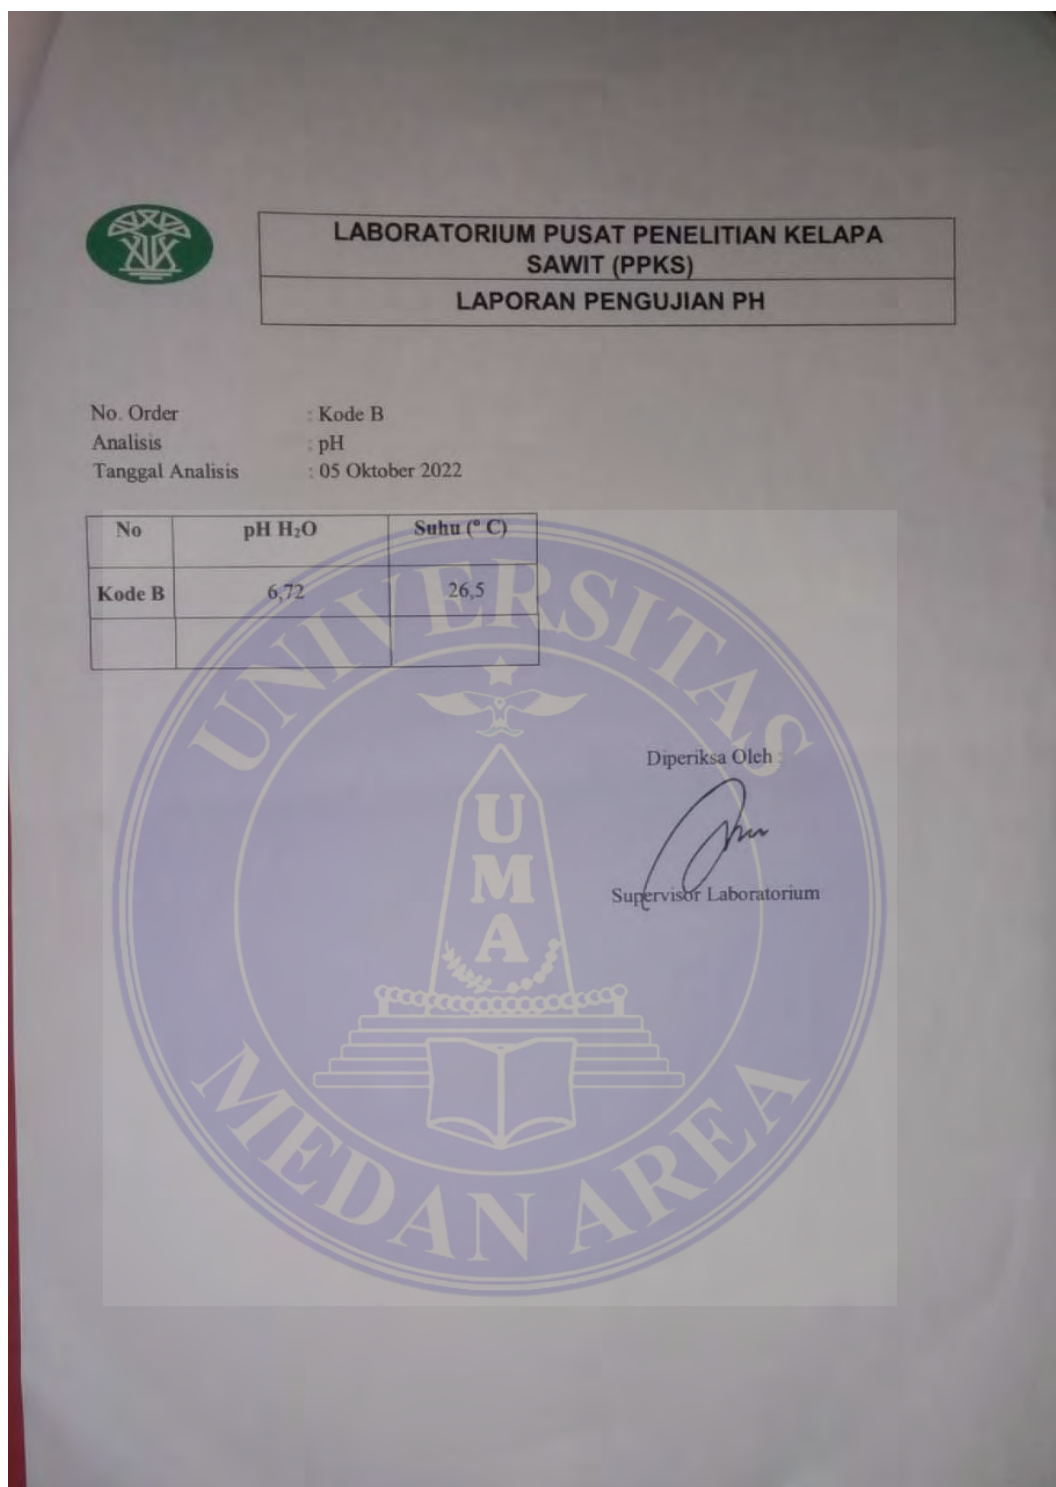 LABORATORIUM PUSAT PENELITIAN KELAPA
SAWIT (PPKS)
LAPORAN PENGUJIAN PH
No. Order : Kode B
Analisis : pH
Tanggal Analisis : 05 Oktober 2022
No pH H₂O Suhu (° C)
Kode B 6,72 26,5
Diperiksa Oleh :
Supervisor Laboratorium
UNIVERSITAS
UMA
MEDAN AREA